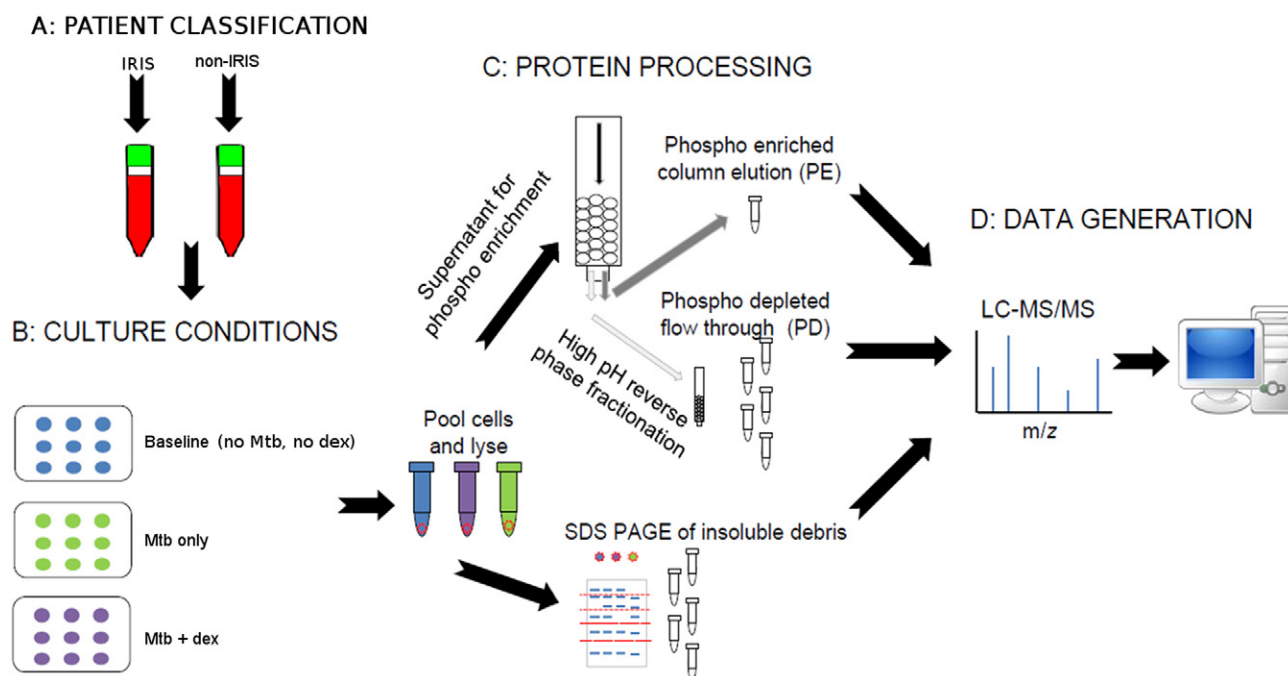 A: PATIENT CLASSIFICATION
IRIS
non-IRIS
B: CULTURE CONDITIONS
Baseline (no Mtb, no dex)
Mtb only
Mtb + dex
Pool cells
and lyse
C: PROTEIN PROCESSING
Supernatant for
phospho enrichment
Phospho enriched
column elution (PE)
Phospho depleted
flow through (PD)
High pH reverse
phase fractionation
SDS PAGE of insoluble debris
D: DATA GENERATION
LC-MS/MS
m/z